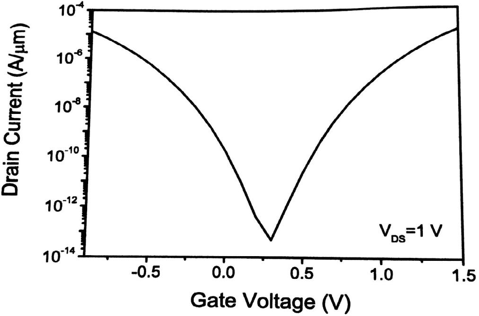 10⁻⁴
10⁻⁶
10⁻⁸
10⁻¹⁰
10⁻¹²
10⁻¹⁴
Drain Current (A/μm)
V_DS=1 V
-0.5 0.0 0.5 1.0 1.5
Gate Voltage (V)